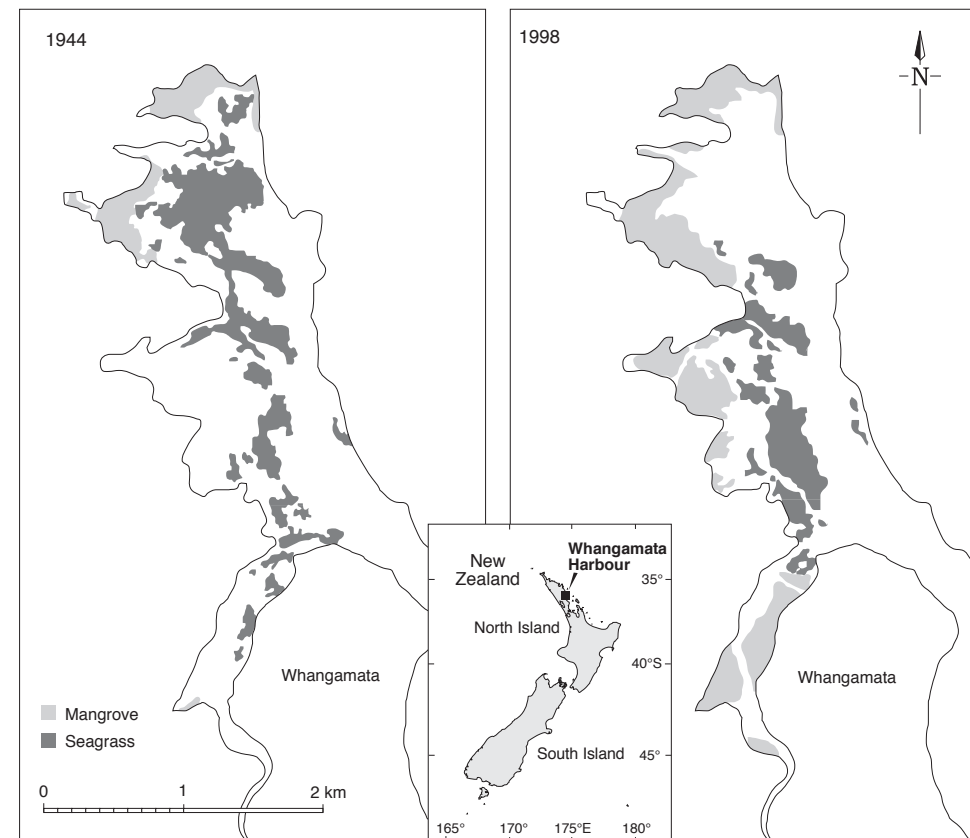 1944
1998
N
Whangamata
Mangrove
Seagrass
0
1
2 km
New
Zealand
Whangamata
Harbour
North Island
South Island
35°
40°S
45°
165°
170°
175°E
180°
Whangamata